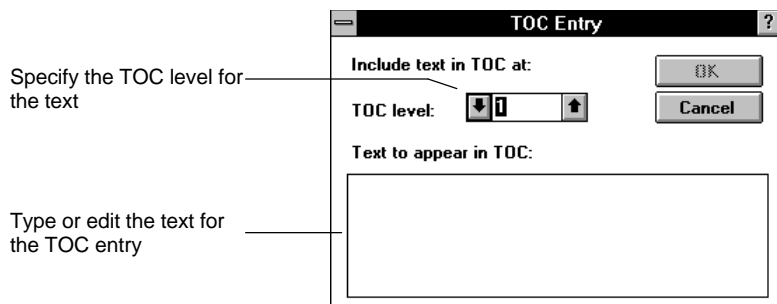 TOC Entry
?
Include text in TOC at:
OK
Specify the TOC level for
the text
TOC level:
1
Cancel
Text to appear in TOC:
Type or edit the text for
the TOC entry